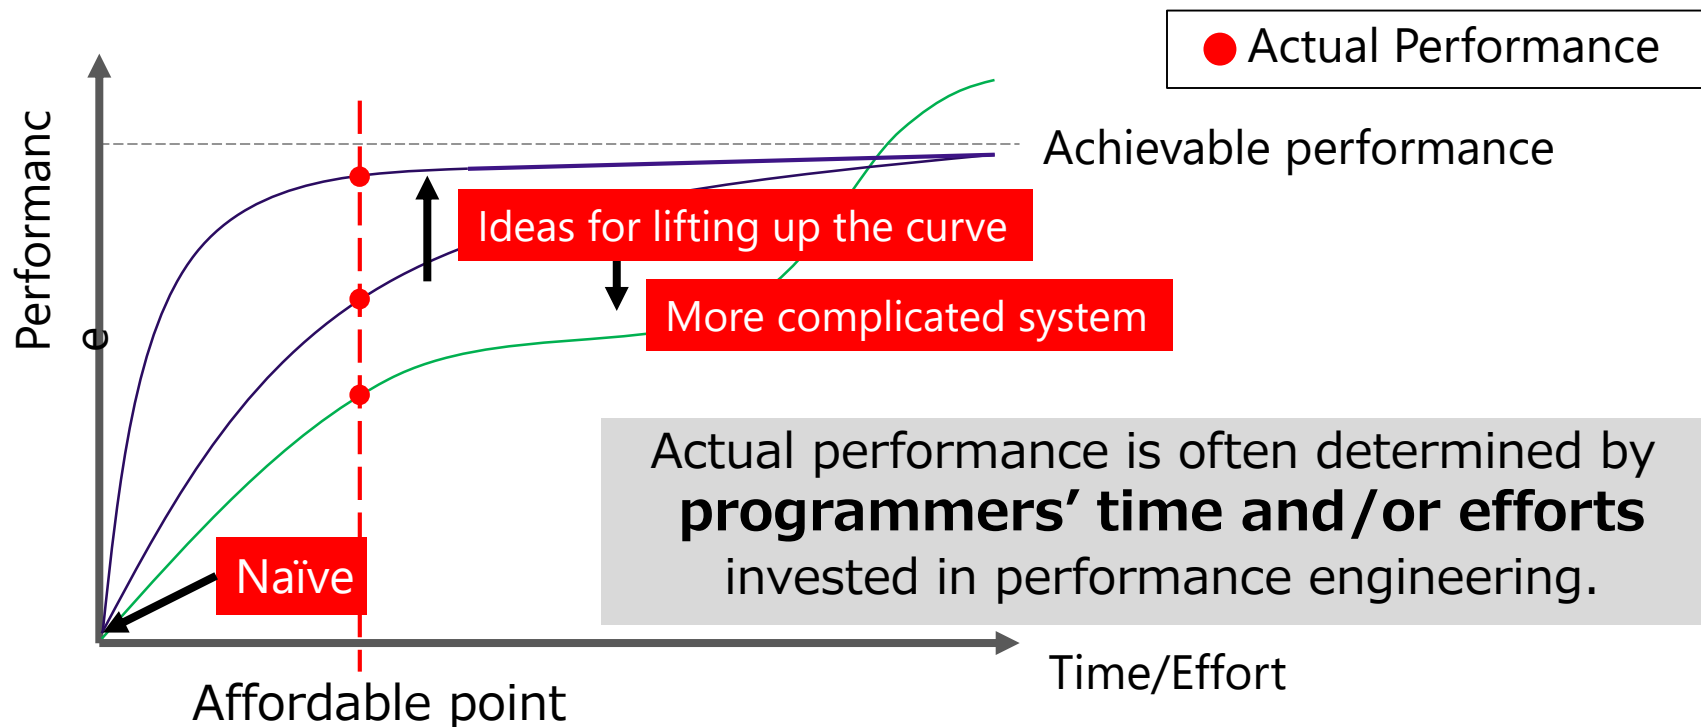 Actual Performance
Performanc
e
Achievable performance
Ideas for lifting up the curve
More complicated system
Actual performance is often determined by
programmers’ time and/or efforts
invested in performance engineering.
Naïve
Time/Effort
Affordable point